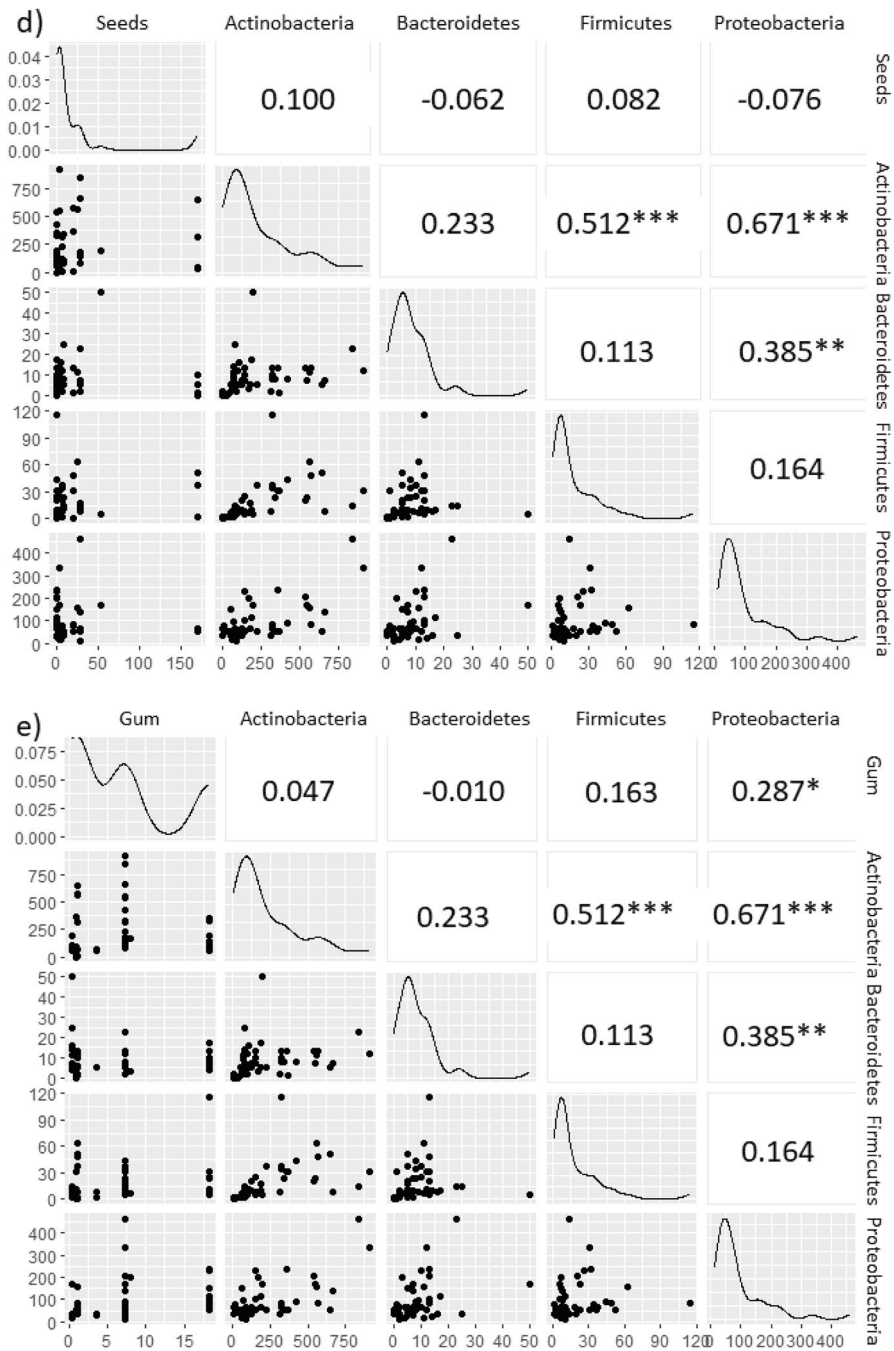 d)
Seeds Actinobacteria Bacteroidetes Firmicutes Proteobacteria
0.04
0.03
0.02
0.01
0.00
0.100 -0.062 0.082 -0.076
Seeds
750
500
250
0
0.233 0.512*** 0.671***
Actinobacteria
50
40
30
20
10
0
0.113 0.385**
Bacteroidetes
120
90
60
30
0
0.164
Firmicutes
400
300
200
100
0
Proteobacteria
0 50 100 150 0 250 500 750 0 10 20 30 40 50 0 30 60 90 120 0 100 200 300 400
e)
Gum Actinobacteria Bacteroidetes Firmicutes Proteobacteria
0.075
0.050
0.025
0.000
0.047 -0.010 0.163 0.287*
Gum
750
500
250
0
0.233 0.512*** 0.671***
Actinobacteria
50
40
30
20
10
0
0.113 0.385**
Bacteroidetes
120
90
60
30
0
0.164
Firmicutes
400
300
200
100
0
Proteobacteria
0 5 10 15 0 250 500 750 0 10 20 30 40 50 0 30 60 90 120 0 100 200 300 400